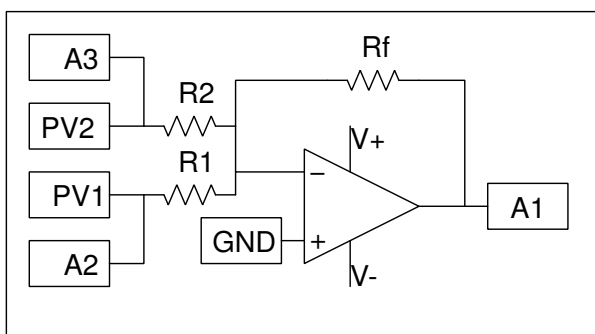 A3
Rf
R2
PV2
V+
R1
−
PV1
A1
GND
+
A2
V-